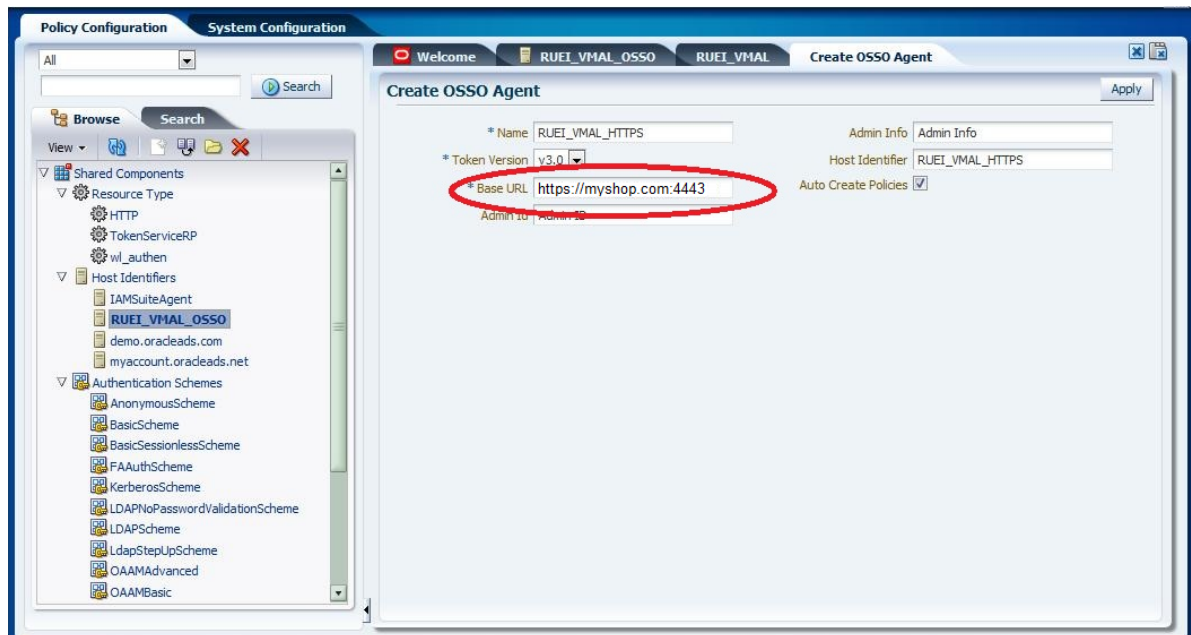 Policy Configuration System Configuration
All
Search
Browse Search
View
Shared Components
Resource Type
HTTP
TokenServiceRP
wl_authen
Host Identifiers
IAMSuiteAgent
RUEI_VMAL_OSSO
demo.oracleads.com
myaccount.oracleads.net
Authentication Schemes
AnonymousScheme
BasicScheme
BasicSessionlessScheme
FAAuthScheme
KerberosScheme
LDAPNoPasswordValidationScheme
LDAPScheme
LdapStepUpScheme
OAAMAdvanced
OAAMBasic
Welcome RUEI_VMAL_OSSO RUEI_VMAL Create OSSO Agent
Create OSSO Agent Apply
* Name RUEI_VMAL_HTTPS
* Token Version v3.0
* Base URL https://myshop.com:4443
Admin Id Admin ID
Admin Info Admin Info
Host Identifier RUEI_VMAL_HTTPS
Auto Create Policies